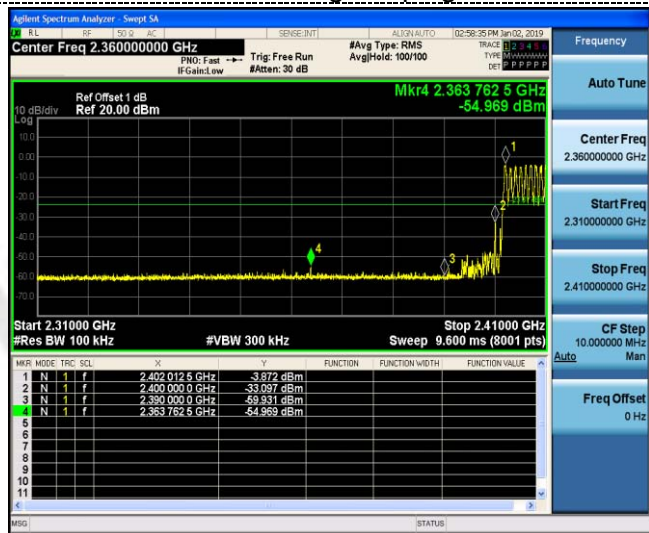 Agilent Spectrum Analyzer - Swept SA
RL RF 50 Ω AC SENSE:INT ALIGN AUTO 02:58:35 PM Jan 02, 2019
Center Freq 2.360000000 GHz
PNO: Fast
IFGain:Low
Trig: Free Run
#Atten: 30 dB
#Avg Type: RMS
Avg|Hold: 100/100
TRACE 1 2 3 4 5 6
TYPE M
DET P P P P P P
Frequency
Auto Tune
Center Freq
2.360000000 GHz
Start Freq
2.310000000 GHz
Stop Freq
2.410000000 GHz
CF Step
10.000000 MHz
Auto Man
Freq Offset
0 Hz
Mkr4 2.363 762 5 GHz
-54.969 dBm
Ref Offset 1 dB
10 dB/div Ref 20.00 dBm
Log
10.0
0.00
-10.0
-20.0
-30.0
-40.0
-50.0
-60.0
-70.0
1
2
3
4
Start 2.31000 GHz Stop 2.41000 GHz
#Res BW 100 kHz #VBW 300 kHz Sweep 9.600 ms (8001 pts)
MKR MODE TRC SCL X Y FUNCTION FUNCTION WIDTH FUNCTION VALUE
1 N 1 f 2.402 012 5 GHz -3.872 dBm
2 N 1 f 2.400 000 0 GHz -33.097 dBm
3 N 1 f 2.390 000 0 GHz -59.931 dBm
4 N 1 f 2.363 762 5 GHz -54.969 dBm
5
6
7
8
9
10
11
MSG STATUS